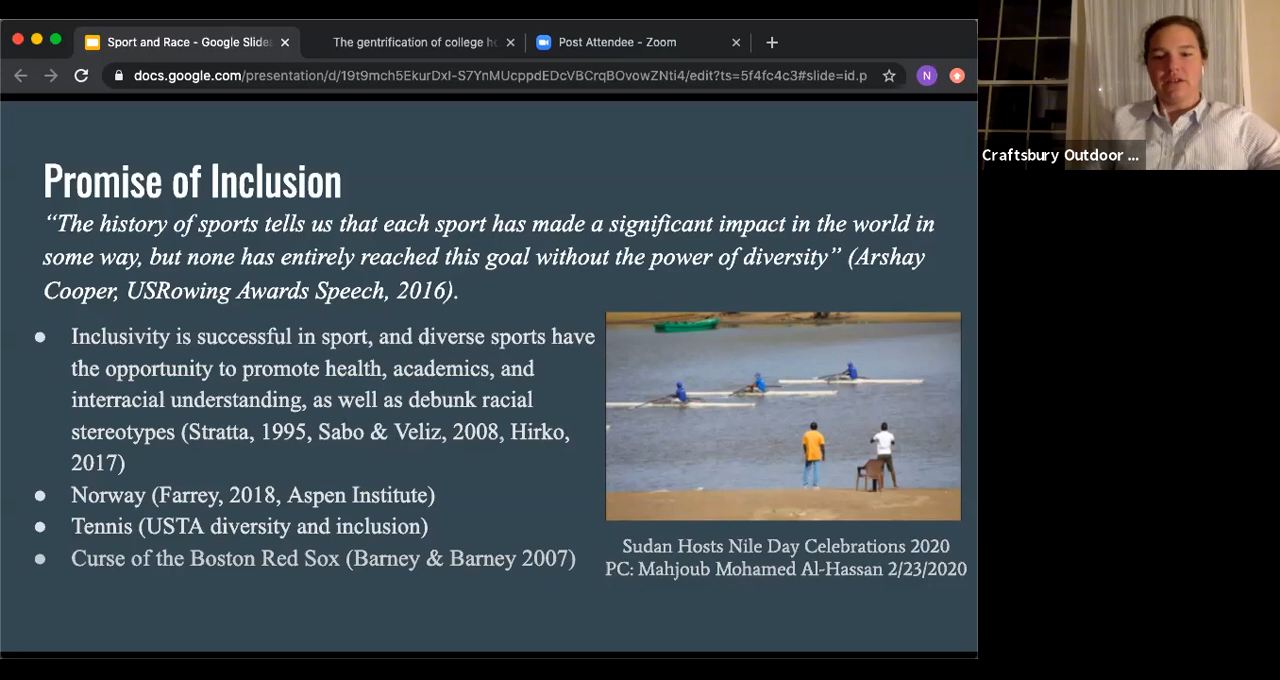 Sport and Race - Google Slides
The gentrification of college he
Post Attendee - Zoom
docs.google.com/presentation/d/19t9mch5EkurDxI-S7YnMUcppdEDcVBCrqBOvowZNti4/edit?ts=5f4fc4c3#slide=id.p
N
Craftsbury Outdoor ...
Promise of Inclusion
“The history of sports tells us that each sport has made a significant impact in the world in
some way, but none has entirely reached this goal without the power of diversity” (Arshay
Cooper, USRowing Awards Speech, 2016).
● Inclusivity is successful in sport, and diverse sports have
the opportunity to promote health, academics, and
interracial understanding, as well as debunk racial
stereotypes (Stratta, 1995, Sabo & Veliz, 2008, Hirko,
2017)
● Norway (Farrey, 2018, Aspen Institute)
● Tennis (USTA diversity and inclusion)
● Curse of the Boston Red Sox (Barney & Barney 2007)
Sudan Hosts Nile Day Celebrations 2020
PC: Mahjoub Mohamed Al-Hassan 2/23/2020